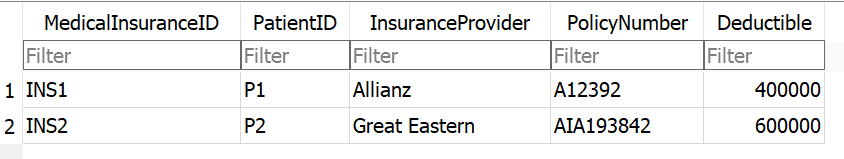 MedicalInsuranceID PatientID InsuranceProvider PolicyNumber Deductible
Filter Filter Filter Filter Filter
1 INS1 P1 Allianz A12392 400000
2 INS2 P2 Great Eastern AIA193842 600000